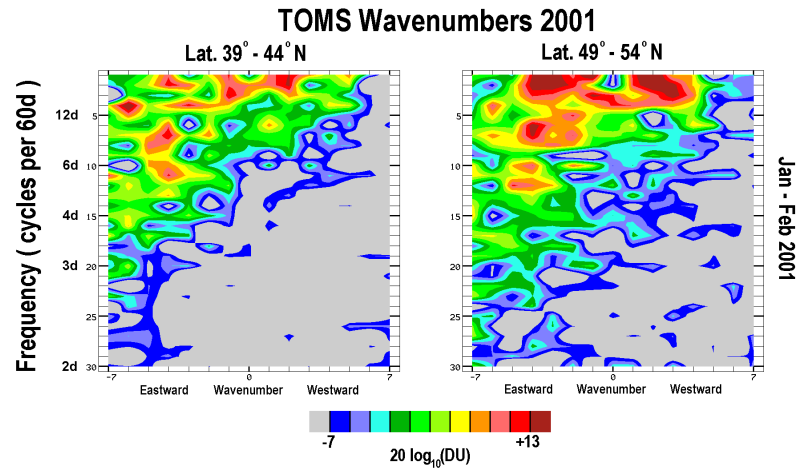 TOMS Wavenumbers 2001
Lat. 39° - 44° N
Lat. 49° - 54° N
Frequency ( cycles per 60d )
12d
6d
4d
3d
2d
5
10
15
20
25
30
-7
0
7
Eastward Wavenumber Westward
5
10
15
20
25
30
-7
0
7
Eastward Wavenumber Westward
Jan - Feb 2001
-7
+13
20 log10(DU)